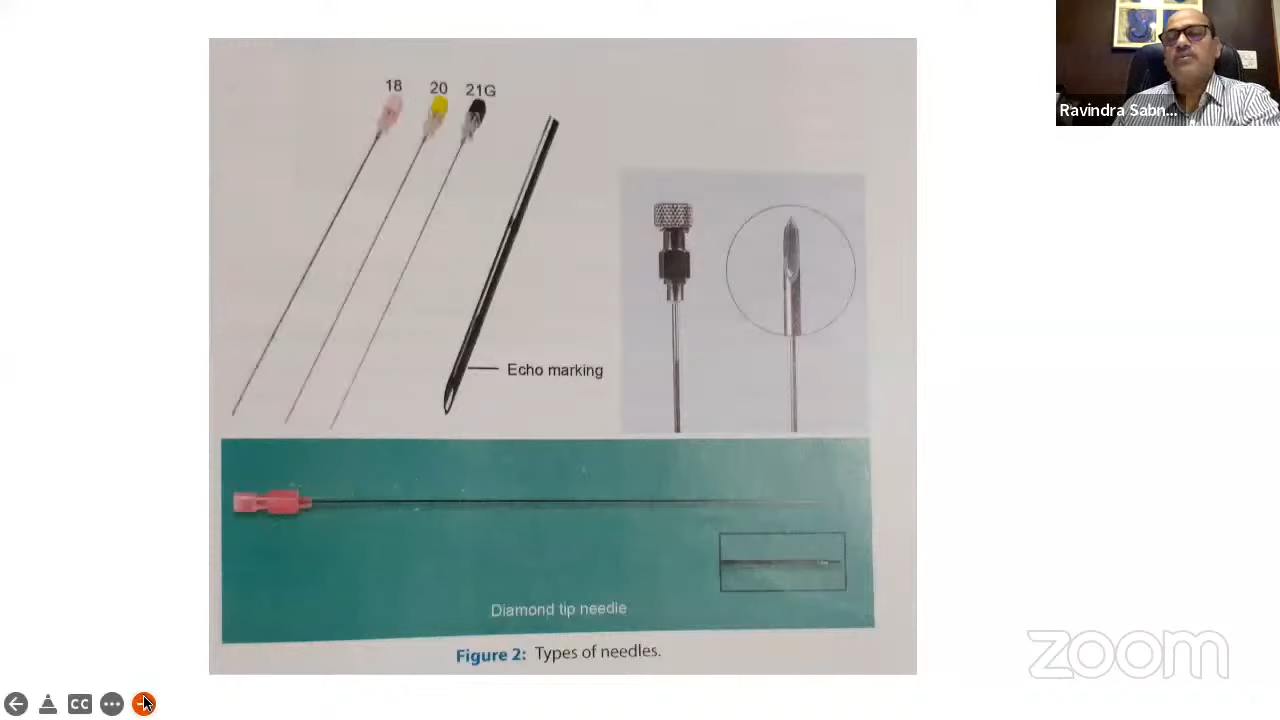 18
20
21G
Echo marking
Diamond tip needle
Figure 2: Types of needles.
Ravindra Sabn...
CC
zoom